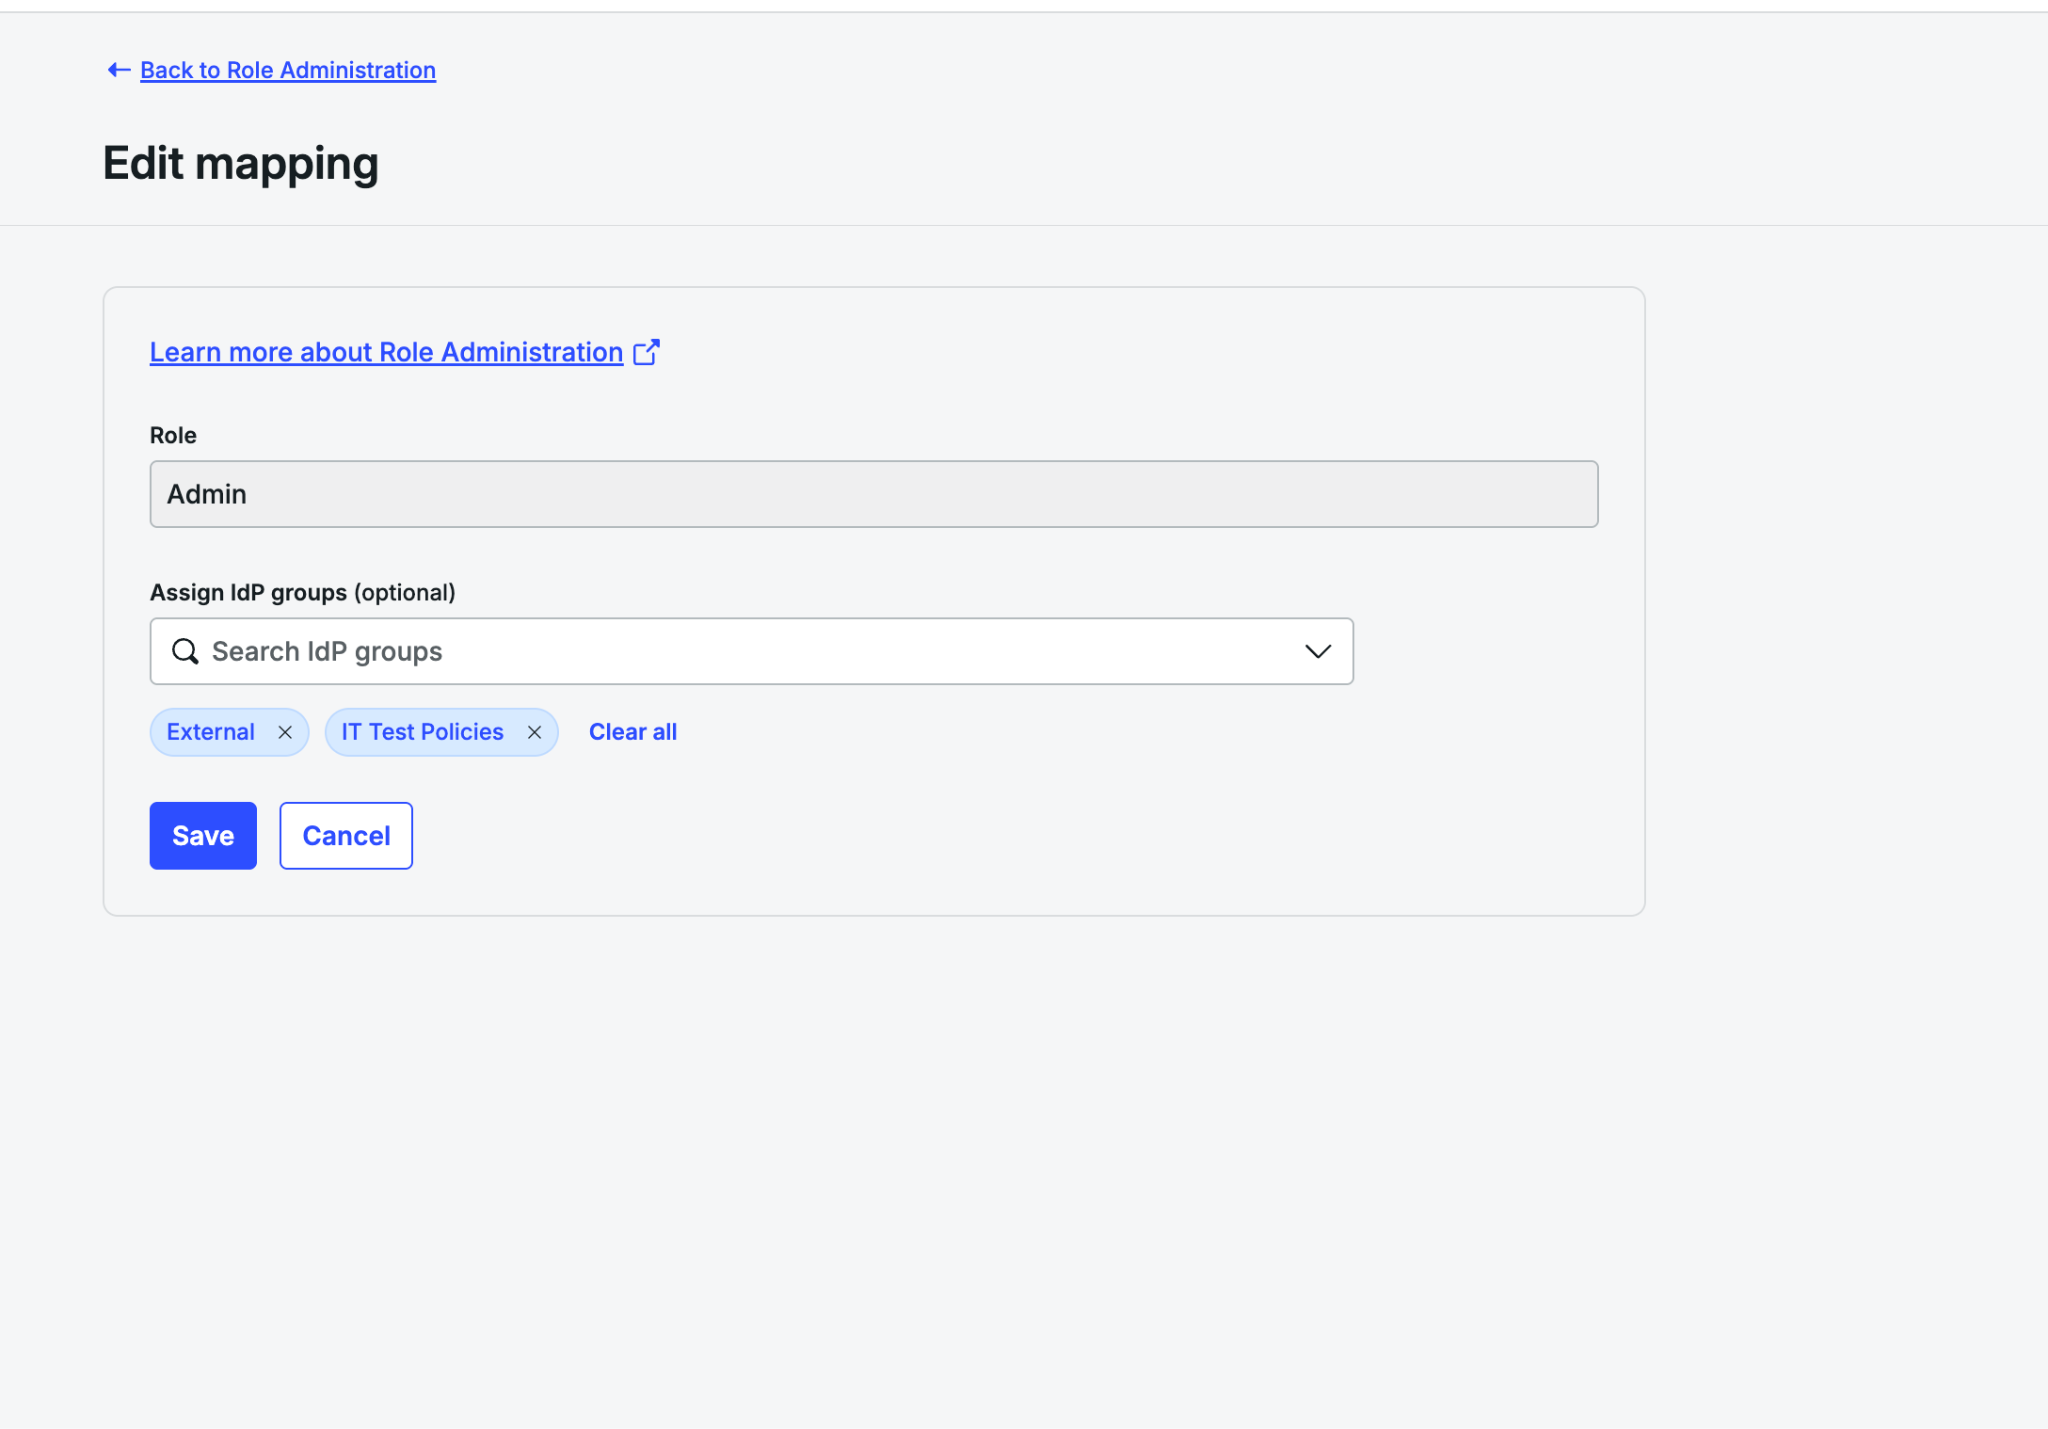 Back to Role Administration
Edit mapping
Learn more about Role Administration
Role
Admin
Assign IdP groups (optional)
Search IdP groups
External IT Test Policies Clear all
Save Cancel